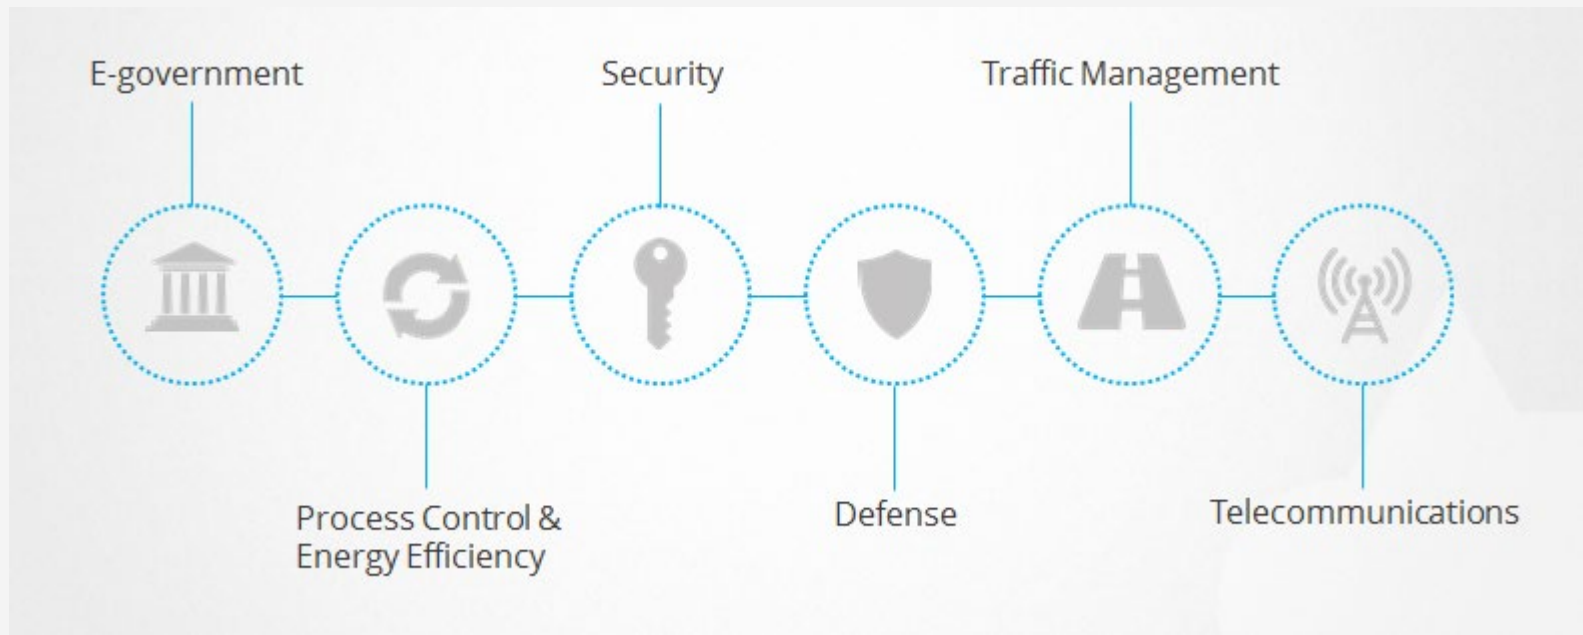 E-government
Security
Traffic Management
Process Control &
Energy Efficiency
Defense
Telecommunications